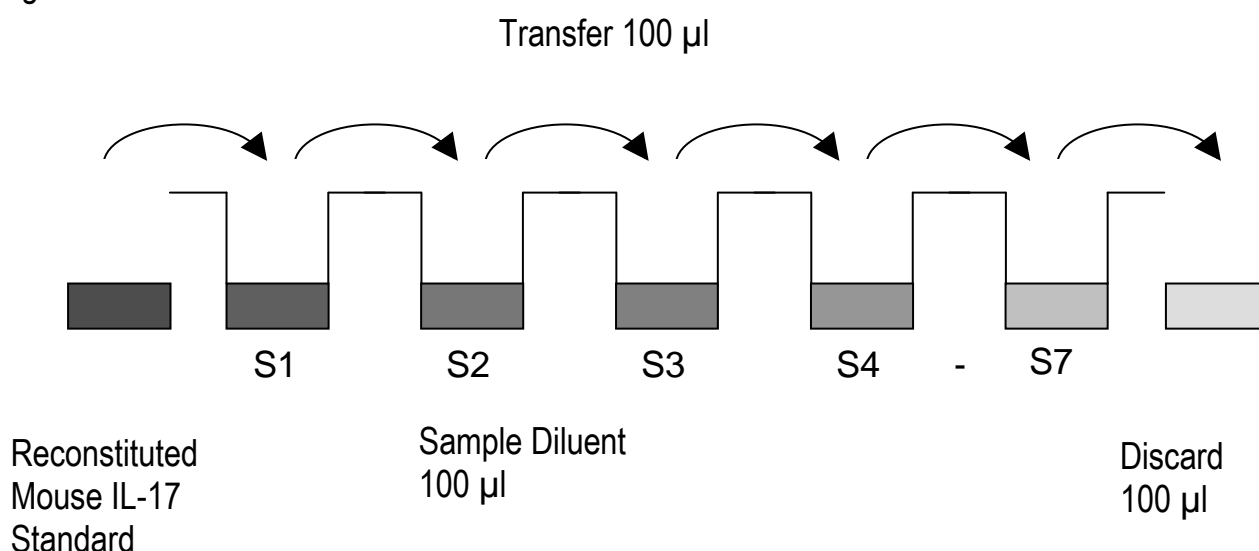 Transfer 100 µl
S1 S2 S3 S4 - S7
Reconstituted
Mouse IL-17
Standard
Sample Diluent
100 µl
Discard
100 µl